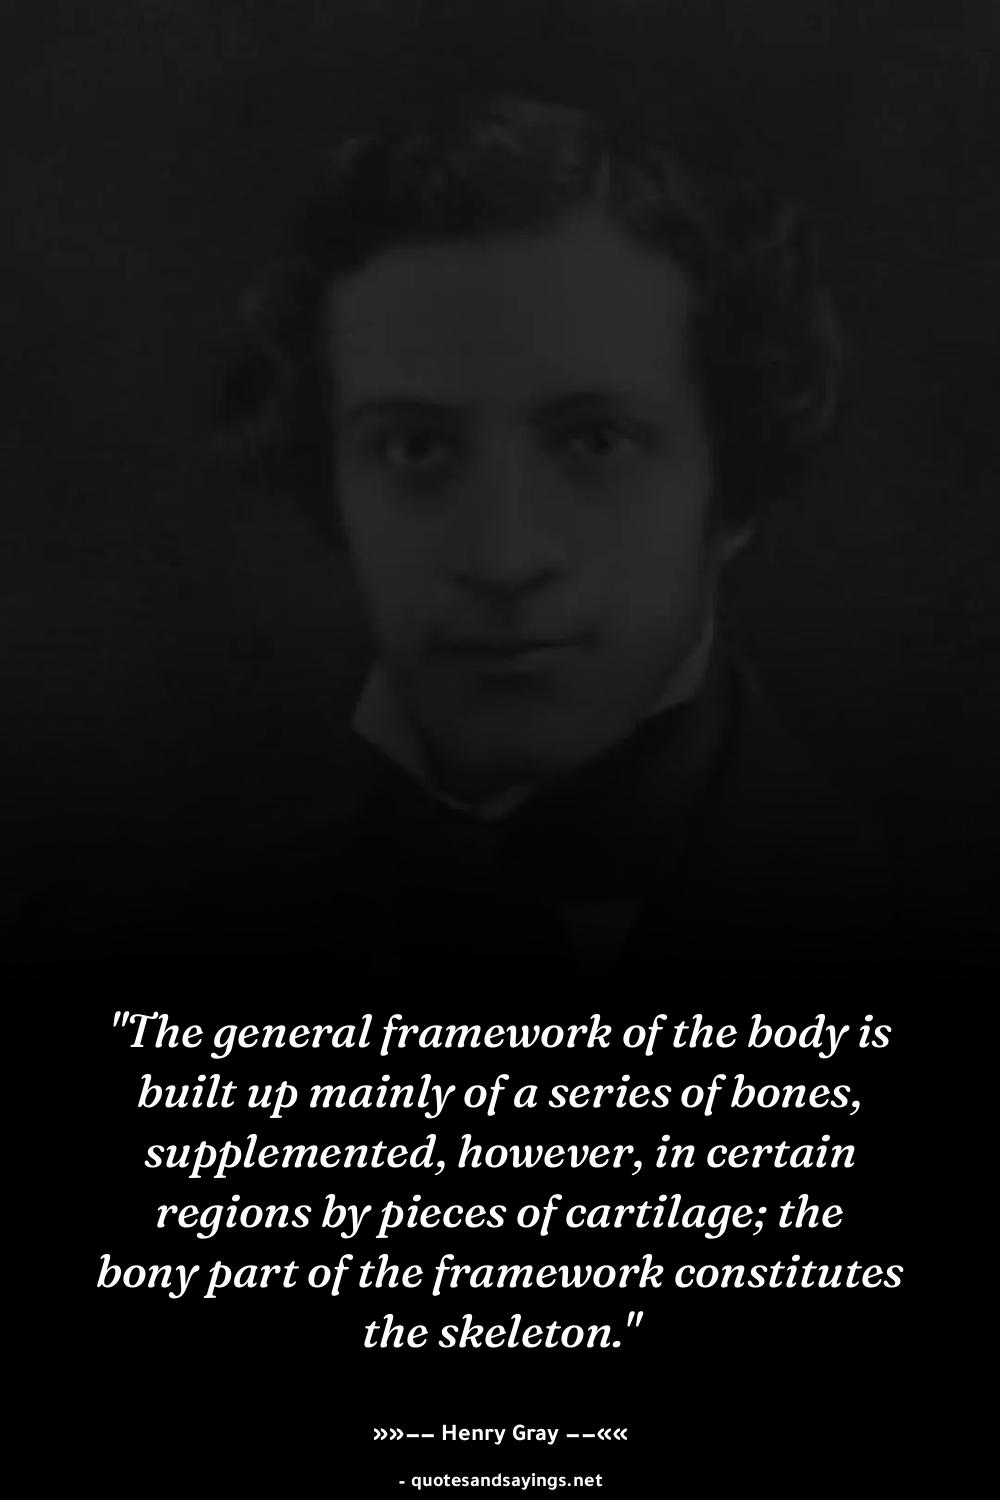 "The general framework of the body is
built up mainly of a series of bones,
supplemented, however, in certain
regions by pieces of cartilage; the
bony part of the framework constitutes
the skeleton."
»»–– Henry Gray ––««
- quotesandsayings.net